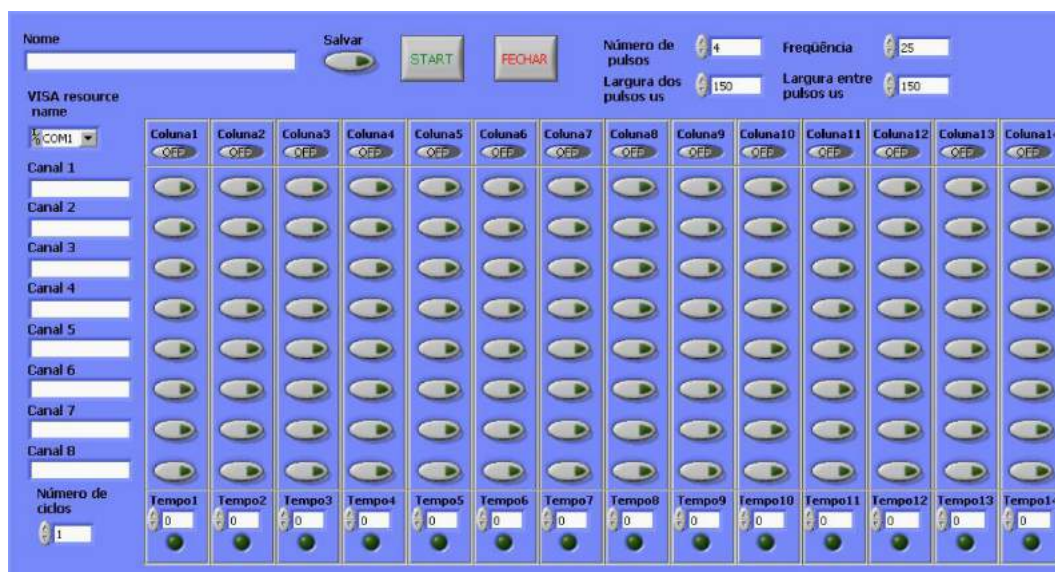 Nome
Salvar
START
FECHAR
Número de pulsos
4
Freqüência
25
Largura dos pulsos us
150
Largura entre pulsos us
150
VISA resource name
COM1
Coluna1 Coluna2 Coluna3 Coluna4 Coluna5 Coluna6 Coluna7 Coluna8 Coluna9 Coluna10 Coluna11 Coluna12 Coluna13 Coluna14
OFF OFF OFF OFF OFF OFF OFF OFF OFF OFF OFF OFF OFF OFF
Canal 1
Canal 2
Canal 3
Canal 4
Canal 5
Canal 6
Canal 7
Canal 8
Número de ciclos
1
Tempo1 Tempo2 Tempo3 Tempo4 Tempo5 Tempo6 Tempo7 Tempo8 Tempo9 Tempo10 Tempo11 Tempo12 Tempo13 Tempo14
0 0 0 0 0 0 0 0 0 0 0 0 0 0